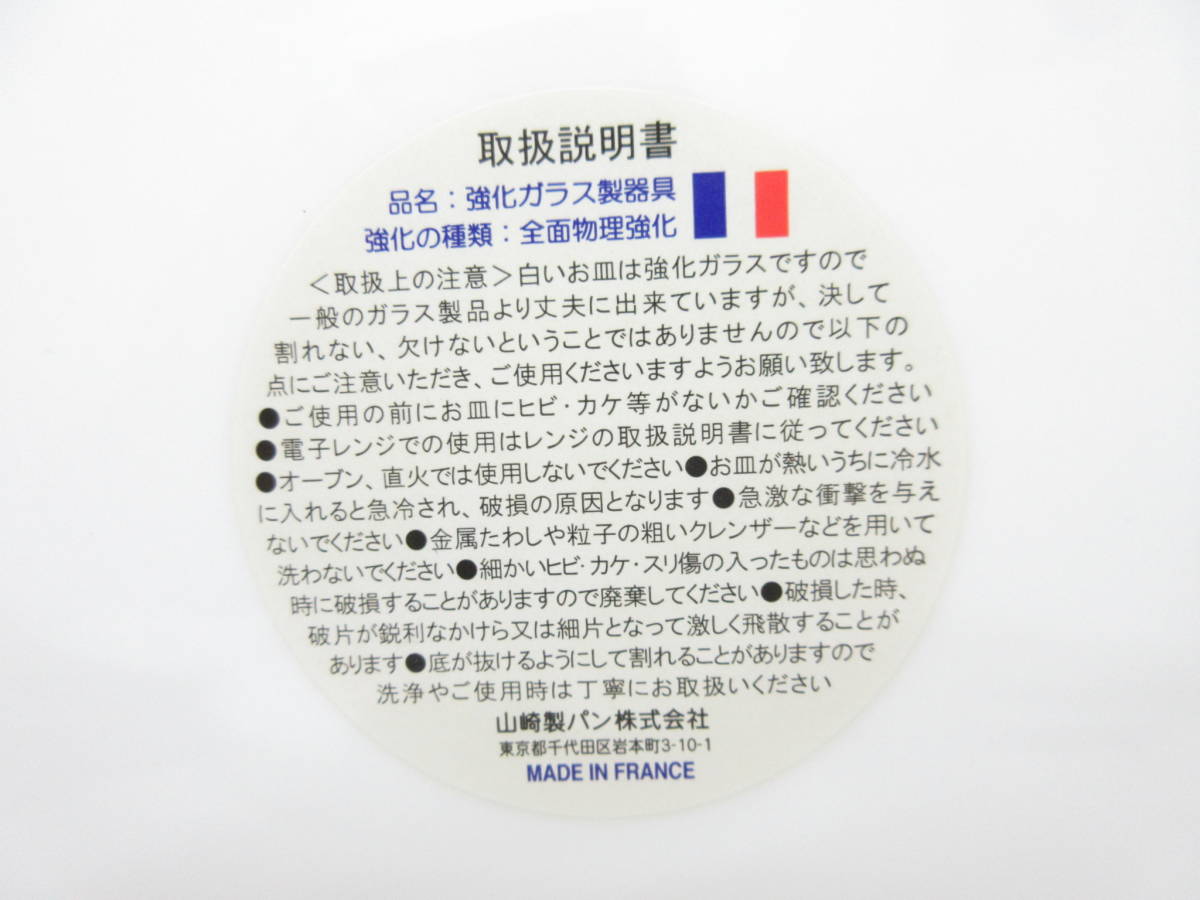 取扱説明書
品名：強化ガラス製器具
強化の種類：全面物理強化
＜取扱上の注意＞白いお皿は強化ガラスですので
一般のガラス製品より丈夫に出来ていますが、決して
割れない、欠けないということではありませんので以下の
点にご注意いただき、ご使用くださいますようお願い致します。
●ご使用の前にお皿にヒビ・カケ等がないかご確認ください
●電子レンジでの使用はレンジの取扱説明書に従ってください
●オーブン、直火では使用しないでください●お皿が熱いうちに冷水
に入れると急冷され、破損の原因となります●急激な衝撃を与え
ないでください●金属たわしや粒子の粗いクレンザーなどを用いて
洗わないでください●細かいヒビ・カケ・スリ傷の入ったものは思わぬ
時に破損することがありますので廃棄してください●破損した時、
破片が鋭利なかけら又は細片となって激しく飛散することが
あります●底が抜けるようにして割れることがありますので
洗浄やご使用時は丁寧にお取扱いください
山崎製パン株式会社
東京都千代田区岩本町3-10-1
MADE IN FRANCE